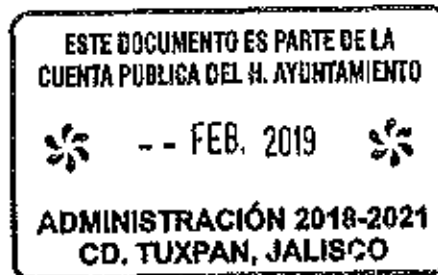 ESTE DOCUMENTO ES PARTE DE LA
CUENTA PUBLICA DEL H. AYUNTAMIENTO
-- FEB. 2019
ADMINISTRACIÓN 2018-2021
CD. TUXPAN, JALISCO